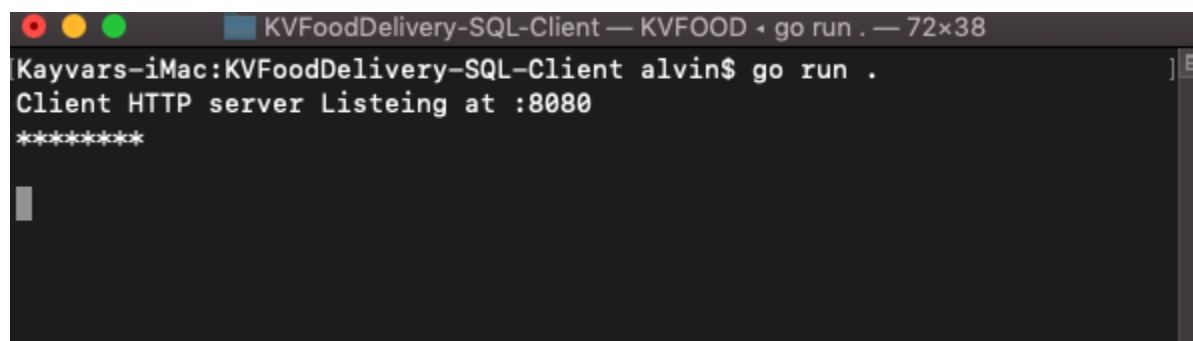 KVFoodDelivery-SQL-Client — KVFOOD ◂ go run . — 72×38
[Kayvars-iMac:KVFoodDelivery-SQL-Client alvin$ go run . ]
Client HTTP server Listeing at :8080
********